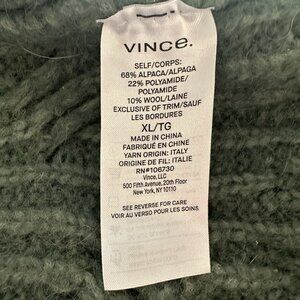 VINCE.
SELF/CORPS:
68% ALPACA/ALPAGA
22% POLYAMIDE/
POLYAMIDE
10% WOOL/LAINE
EXCLUSIVE OF TRIM/SAUF
LES BORDURES
XL/TG
MADE IN CHINA
FABRIQUÉ EN CHINE
YARN ORIGIN: ITALY
ORIGINE DE FIL: ITALIE
RN#106730
Vince, LLC
500 Fifth Avenue, 20th Floor
New York, NY 10110
SEE REVERSE FOR CARE
VOIR AU VERSO POUR LES SOINS